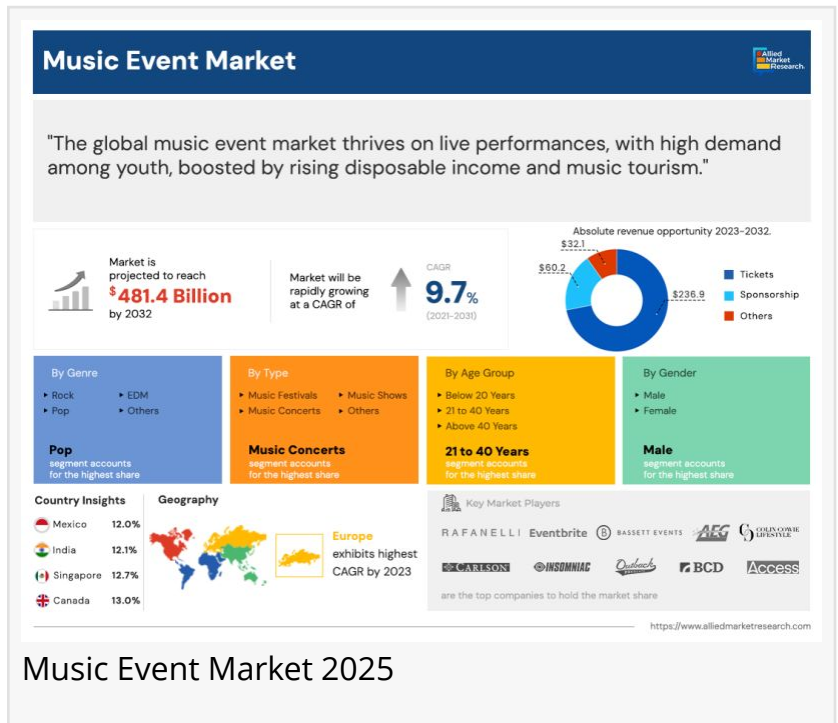 Music Event Market
Allied
Market
Research
"The global music event market thrives on live performances, with high demand
among youth, boosted by rising disposable income and music tourism."
Market is
projected to reach
$481.4 Billion
by 2032
Market will be
rapidly growing
at a CAGR of
CAGR
9.7%
(2021-2031)
Absolute revenue opportunity 2023-2032.
$32.1
$60.2
$236.9
Tickets
Sponsorship
Others
By Genre
▸ Rock
▸ EDM
▸ Pop
▸ Others
Pop
segment accounts
for the highest share
By Type
▸ Music Festivals
▸ Music Shows
▸ Music Concerts
▸ Others
Music Concerts
segment accounts
for the highest share
By Age Group
▸ Below 20 Years
▸ 21 to 40 Years
▸ Above 40 Years
21 to 40 Years
segment accounts
for the highest share
By Gender
▸ Male
▸ Female
Male
segment accounts
for the highest share
Country Insights
Mexico 12.0%
India 12.1%
Singapore 12.7%
Canada 13.0%
Geography
Europe
exhibits highest
CAGR by 2023
Key Market Players
RAFANELLI Eventbrite B BASSETT EVENTS AEG COLIN COWIE
LIFESTYLE
CARLSON INSOMNIAC Outback BCD Access
are the top companies to hold the market share
https://www.alliedmarketresearch.com
Music Event Market 2025